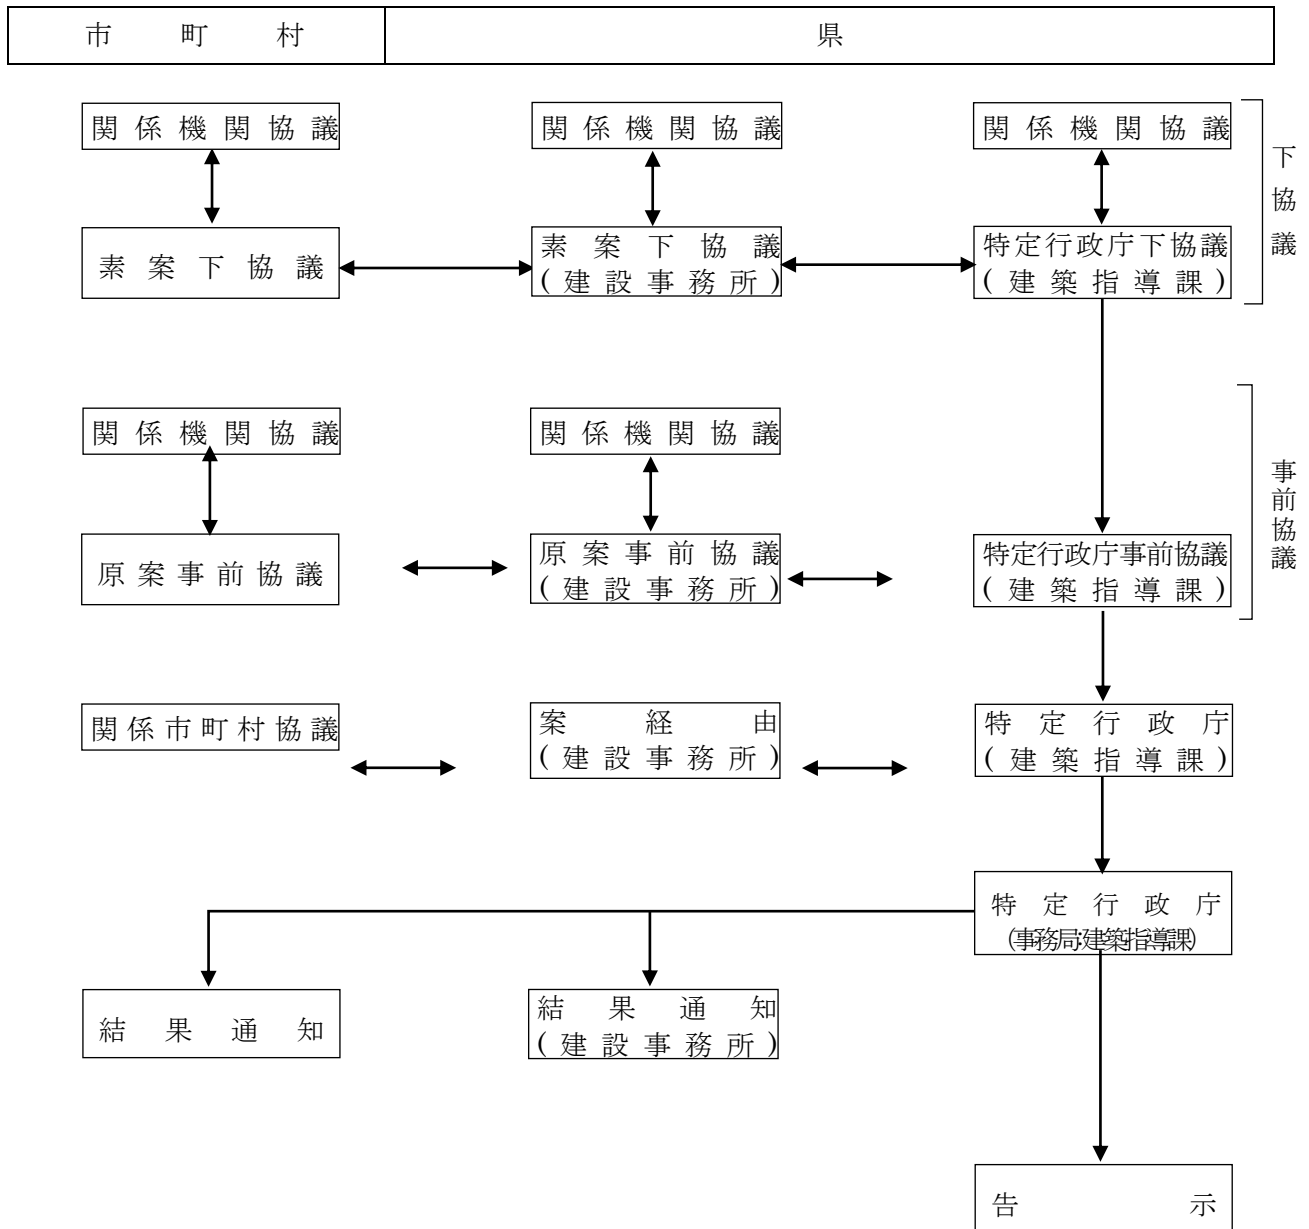 市町村
県
関係機関協議
関係機関協議
関係機関協議
下協議
素案下協議
素案下協議
(建設事務所)
特定行政庁下協議
(建築指導課)
関係機関協議
関係機関協議
事前協議
原案事前協議
原案事前協議
(建設事務所)
特定行政庁事前協議
(建築指導課)
関係市町村協議
案経由
(建設事務所)
特定行政庁
(建築指導課)
特定行政庁
(事務局:建築指導課)
結果通知
結果通知
(建設事務所)
告示